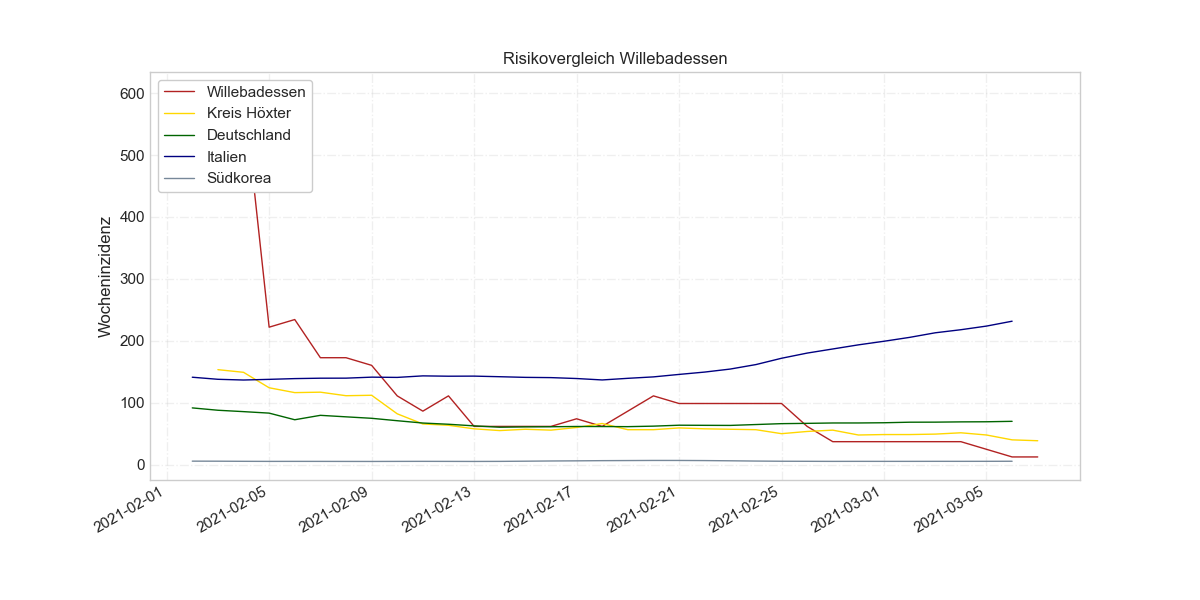 Risikovergleich Willebadessen
Willebadessen
Kreis Höxter
Deutschland
Italien
Südkorea
Wocheninzidenz
600
500
400
300
200
100
0
2021-02-01
2021-02-05
2021-02-09
2021-02-13
2021-02-17
2021-02-21
2021-02-25
2021-03-01
2021-03-05